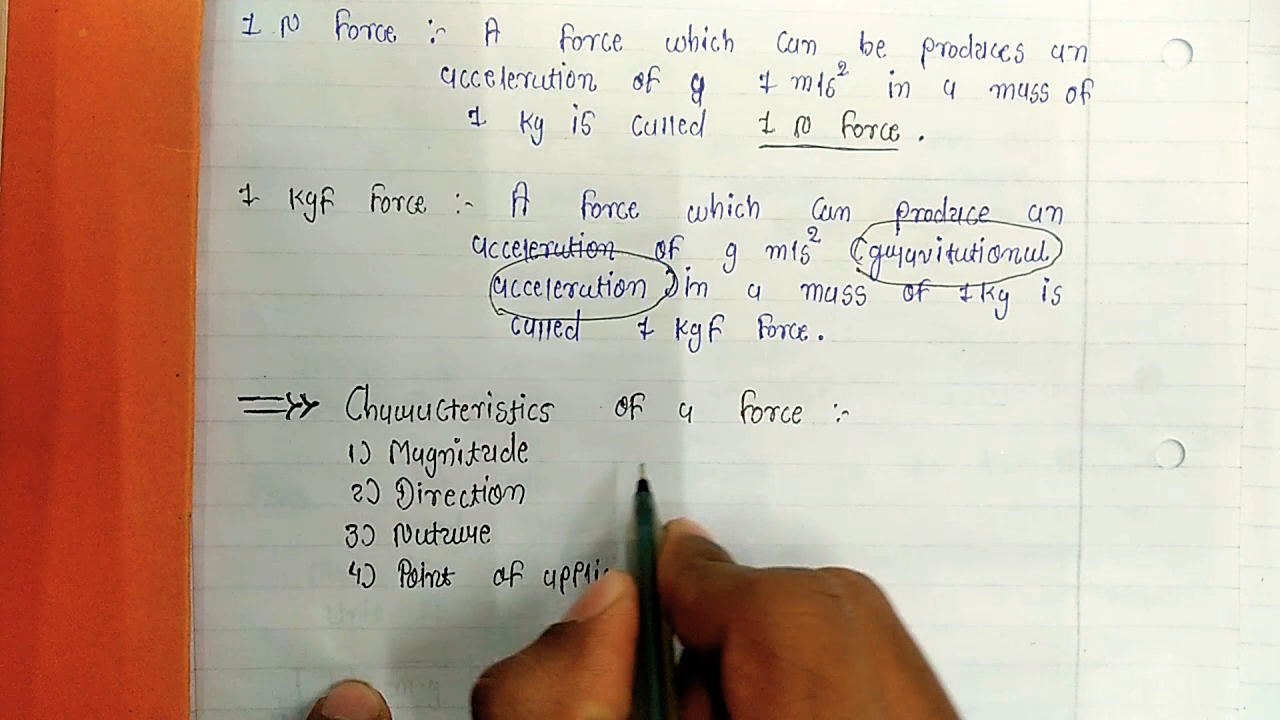 1 N Force :- A force which can be produces an
acceleration of g 1 m/s² in a mass of
1 kg is called 1 N Force.
1 Kgf Force :- A force which can produce an
acceleration of g m/s² (gravitational
acceleration) in a mass of 1 kg is
called 1 kgf Force.
⇒ Characteristics of a force :-
1) Magnitude
2) Direction
3) Nature
4) Point of